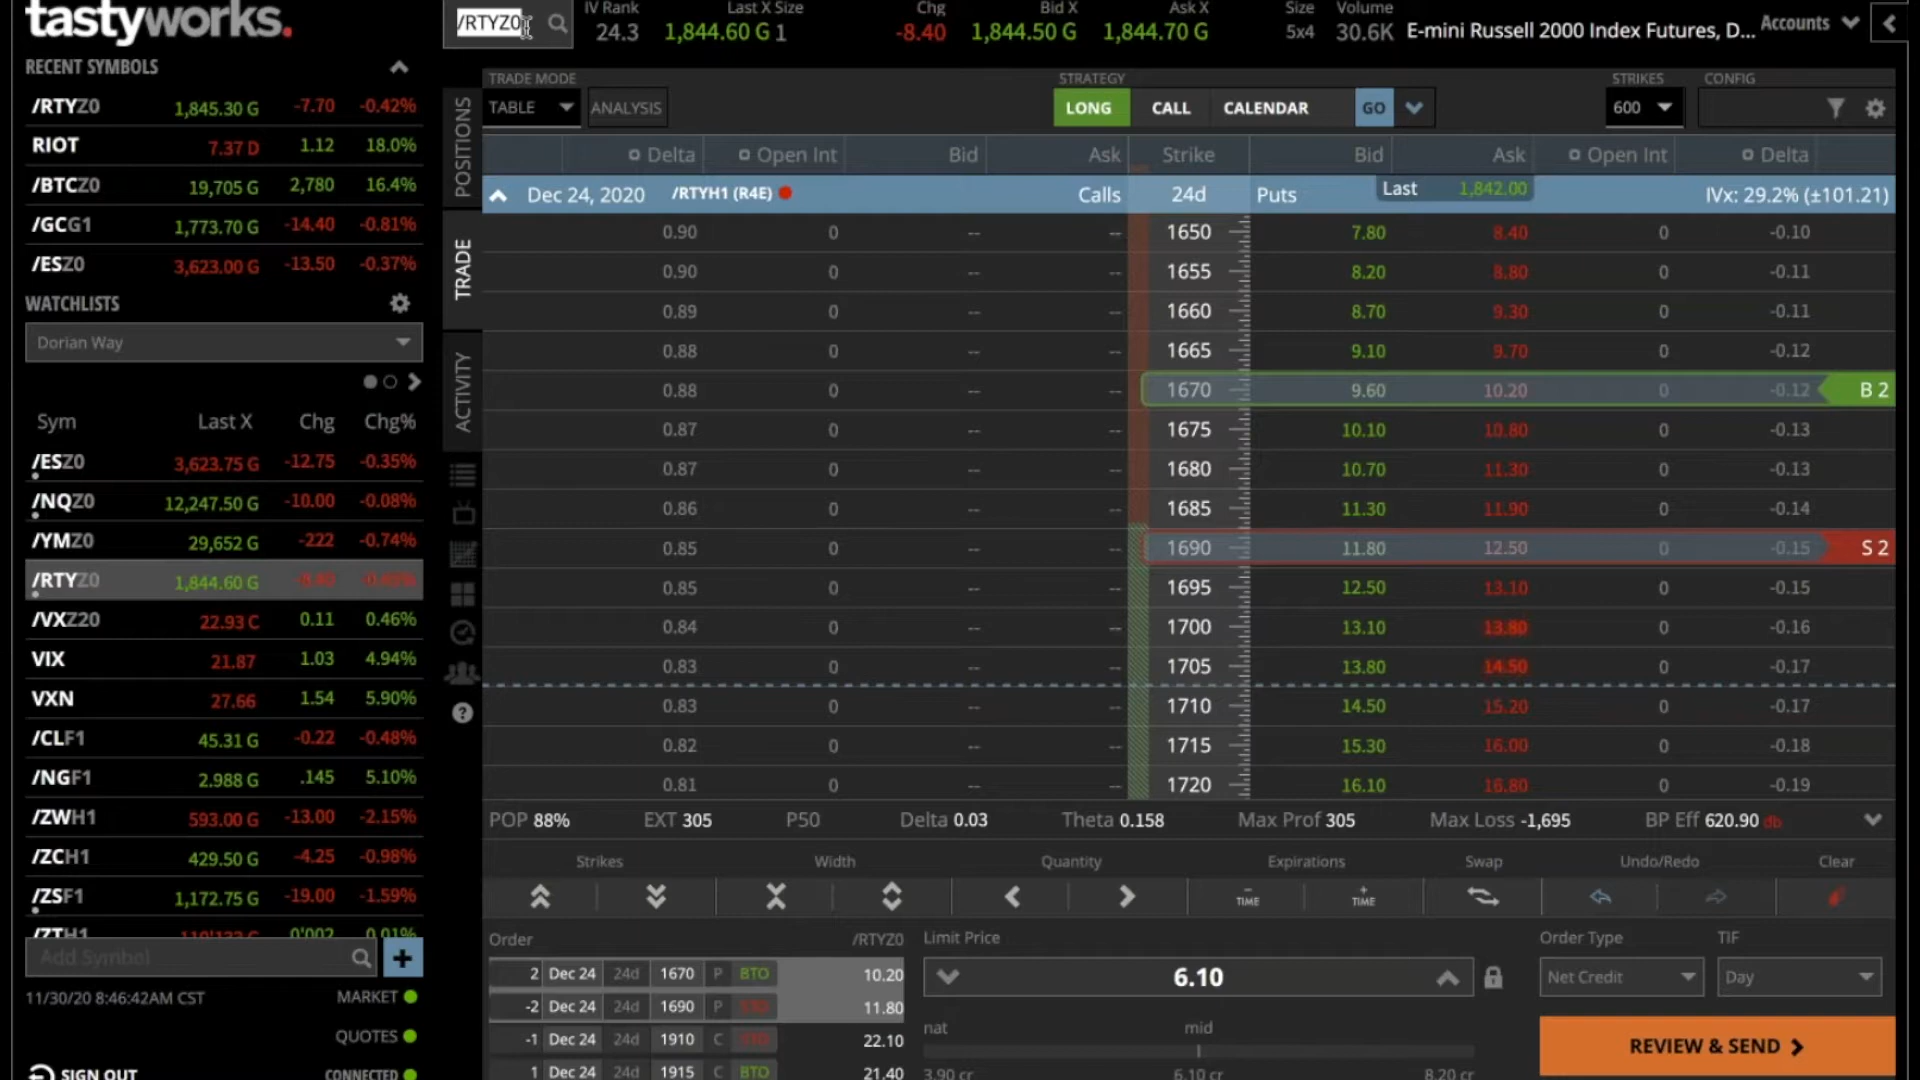 tastyworks.
/RTYZ0
IV Rank
24.3
Last X Size
1,844.60 G 1
Chg
-8.40
Bid X
1,844.50 G
Ask X
1,844.70 G
Size
5x4
Volume
30.6K
E-mini Russell 2000 Index Futures, D...
Accounts
RECENT SYMBOLS
/RTYZ0 1,845.30 G -7.70 -0.42%
RIOT 7.37 D 1.12 18.0%
/BTCZ0 19,705 G 2,780 16.4%
/GCG1 1,773.70 G -14.40 -0.81%
/ESZ0 3,623.00 G -13.50 -0.37%
WATCHLISTS
Dorian Way
Sym Last X Chg Chg%
/ESZ0 3,623.75 G -12.75 -0.35%
/NQZ0 12,247.50 G -10.00 -0.08%
/YMZ0 29,652 G -222 -0.74%
/RTYZ0 1,844.60 G
/VXZ20 22.93 C 0.11 0.46%
VIX 21.87 1.03 4.94%
VXN 27.66 1.54 5.90%
/CLF1 45.31 G -0.22 -0.48%
/NGF1 2.988 G .145 5.10%
/ZWH1 593.00 G -13.00 -2.15%
/ZCH1 429.50 G -4.25 -0.98%
/ZSF1 1,172.75 G -19.00 -1.59%
/ZTH1 0'002 0.01%
Add Symbol
11/30/20 8:46:42AM CST
MARKET
QUOTES
SIGN OUT
CONNECTED
POSITIONS
TRADE
ACTIVITY
TRADE MODE
TABLE
ANALYSIS
STRATEGY
LONG CALL CALENDAR GO
STRIKES
600
CONFIG
Delta Open Int Bid Ask Strike Bid Ask Open Int Delta
Dec 24, 2020 /RTYH1 (R4E) Calls 24d Puts Last 1,842.00 IVx: 29.2% (±101.21)
0.90 0 -- -- 1650 7.80 8.40 0 -0.10
0.90 0 -- -- 1655 8.20 8.80 0 -0.11
0.89 0 -- -- 1660 8.70 9.30 0 -0.11
0.88 0 -- -- 1665 9.10 9.70 0 -0.12
0.88 0 -- -- 1670 9.60 10.20 0 -0.12 B 2
0.87 0 -- -- 1675 10.10 10.80 0 -0.13
0.87 0 -- -- 1680 10.70 11.30 0 -0.13
0.86 0 -- -- 1685 11.30 11.90 0 -0.14
0.85 0 -- -- 1690 11.80 12.50 0 -0.15 S 2
0.85 0 -- -- 1695 12.50 13.10 0 -0.15
0.84 0 -- -- 1700 13.10 13.80 0 -0.16
0.83 0 -- -- 1705 13.80 14.50 0 -0.17
0.83 0 -- -- 1710 14.50 15.20 0 -0.17
0.82 0 -- -- 1715 15.30 16.00 0 -0.18
0.81 0 -- -- 1720 16.10 16.80 0 -0.19
POP 88% EXT 305 P50 Delta 0.03 Theta 0.158 Max Prof 305 Max Loss -1,695 BP Eff 620.90 db
Strikes Width Quantity Expirations Swap Undo/Redo Clear
- TIME + TIME
Order /RTYZ0
2 Dec 24 24d 1670 P BTO 10.20
-2 Dec 24 24d 1690 P STO 11.80
-1 Dec 24 24d 1910 C STO 22.10
1 Dec 24 24d 1915 C BTO 21.40
Limit Price
6.10
nat mid
3.90 cr 6.10 cr 8.20 cr
Order Type
Net Credit
TIF
Day
REVIEW & SEND